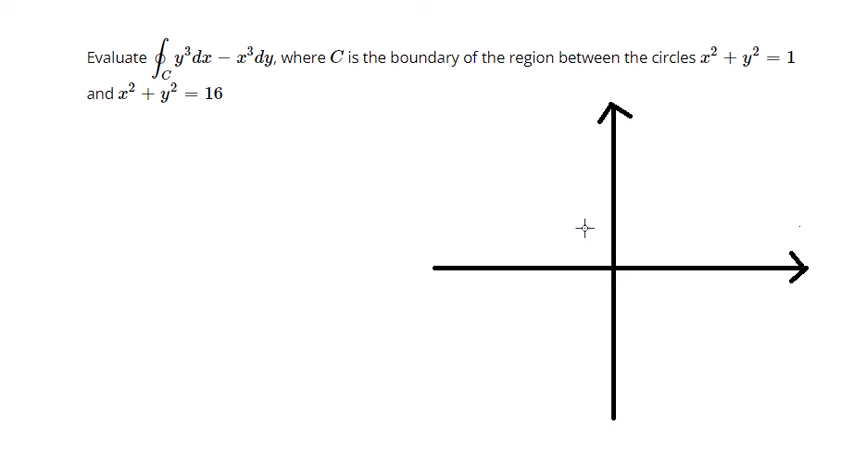 Evaluate ∮_C y³dx − x³dy, where C is the boundary of the region between the circles x² + y² = 1
and x² + y² = 16